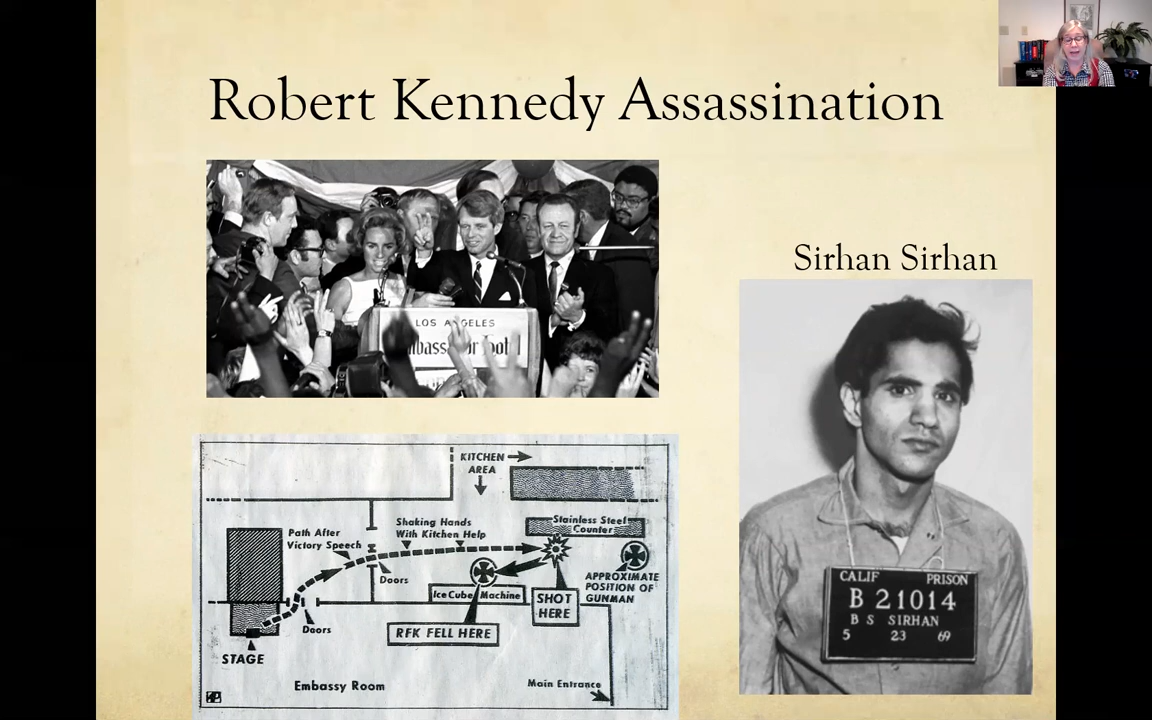 Robert Kennedy Assassination
LOS ANGELES
Sirhan Sirhan
CALIF PRISON
B 21014
B S SIRHAN
5 23 69
KITCHEN
AREA
Stainless Steel
Counter
Shaking Hands
With Kitchen Help
Path After
Victory Speech
Doors
APPROXIMATE
POSITION OF
GUNMAN
Ice Cube Machine
SHOT
HERE
RFK FELL HERE
Doors
STAGE
Embassy Room
Main Entrance